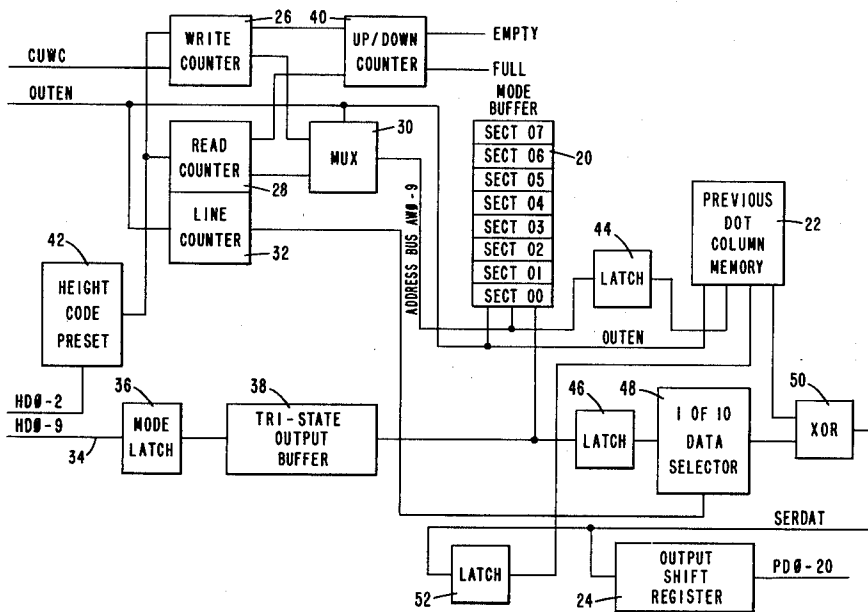 26
40
WRITE
COUNTER
UP/DOWN
COUNTER
EMPTY
FULL
CUWC
OUTEN
MODE
BUFFER
30
READ
COUNTER
28
MUX
LINE
COUNTER
32
SECT 07
SECT 06
20
SECT 05
SECT 04
SECT 03
SECT 02
SECT 01
SECT 00
ADDRESS BUS AWØ-9
PREVIOUS
DOT
COLUMN
MEMORY
22
42
HEIGHT
CODE
PRESET
44
LATCH
OUTEN
HDØ-2
HDØ-9
34
36
MODE
LATCH
38
TRI-STATE
OUTPUT
BUFFER
46
LATCH
48
1 OF 10
DATA
SELECTOR
50
XOR
SERDAT
LATCH
52
OUTPUT
SHIFT
REGISTER
24
PDØ-20